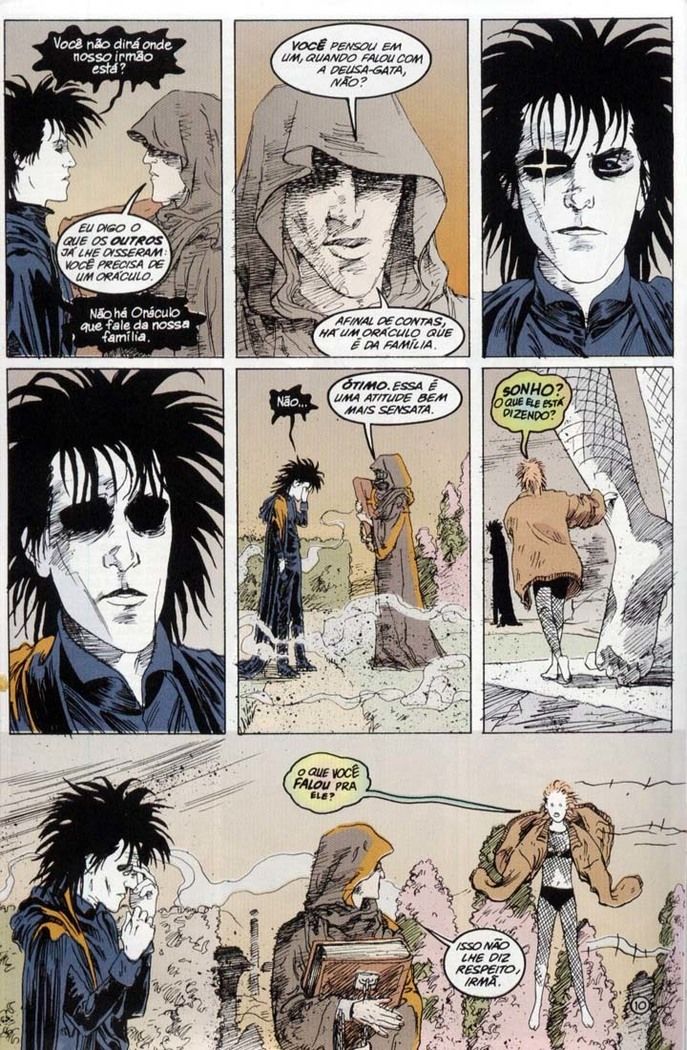 Você não dirá onde
nosso irmão
está?
EU DIGO O
QUE OS OUTROS
JÁ LHE DISSERAM:
VOCÊ PRECISA DE
UM ORÁCULO.
Não há Oráculo
que fale da nossa
família.
VOCÊ PENSOU EM
UM, QUANDO FALOU COM
A DEUSA-GATA,
NÃO?
AFINAL DE CONTAS,
HÁ UM ORÁCULO QUE
É DA FAMÍLIA.
Não...
ÓTIMO. ESSA É
UMA ATITUDE BEM
MAIS SENSATA.
SONHO?
O QUE ELE ESTÁ
DIZENDO?
O QUE VOCÊ
FALOU PRA
ELE?
ISSO NÃO
LHE DIZ
RESPEITO,
IRMÃ.
10